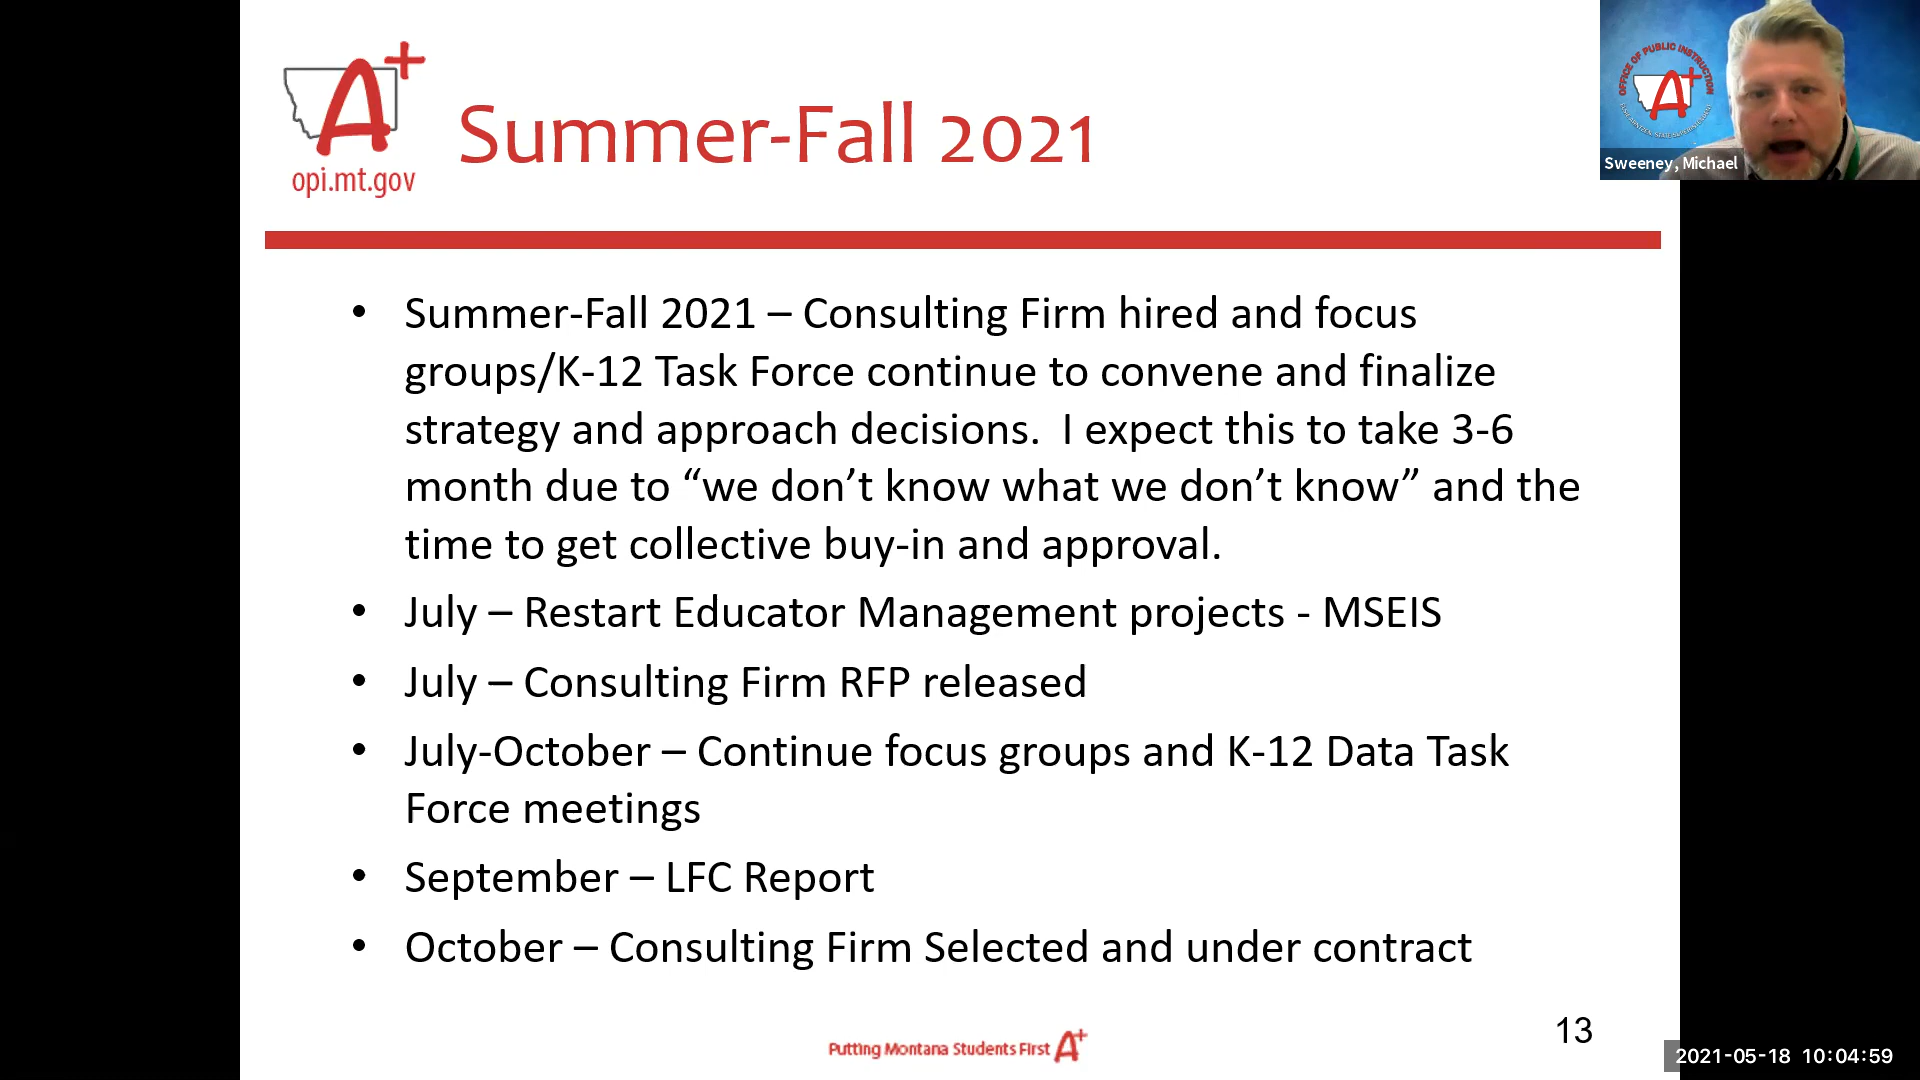 opi.mt.gov
Summer-Fall 2021
OFFICE OF PUBLIC INSTRUCTION
Sweeney, Michael
• Summer-Fall 2021 – Consulting Firm hired and focus
groups/K-12 Task Force continue to convene and finalize
strategy and approach decisions.  I expect this to take 3-6
month due to “we don’t know what we don’t know” and the
time to get collective buy-in and approval.
• July – Restart Educator Management projects - MSEIS
• July – Consulting Firm RFP released
• July-October – Continue focus groups and K-12 Data Task
Force meetings
• September – LFC Report
• October – Consulting Firm Selected and under contract
Putting Montana Students First A+
13
2021-05-18 10:04:59